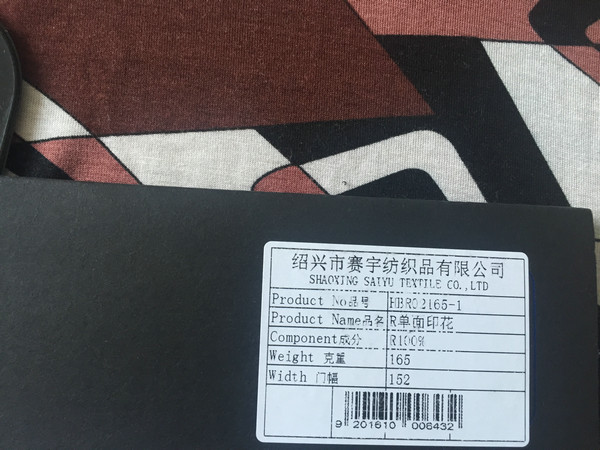 绍兴市赛宇纺织品有限公司
SHAOXING SAIYU TEXTILE CO.,LTD
Product No品号 HBR02165-1
Product Name品名 R单面印花
Component成分 R100%
Weight 克重 165
Width 门幅 152
9 201610 006432